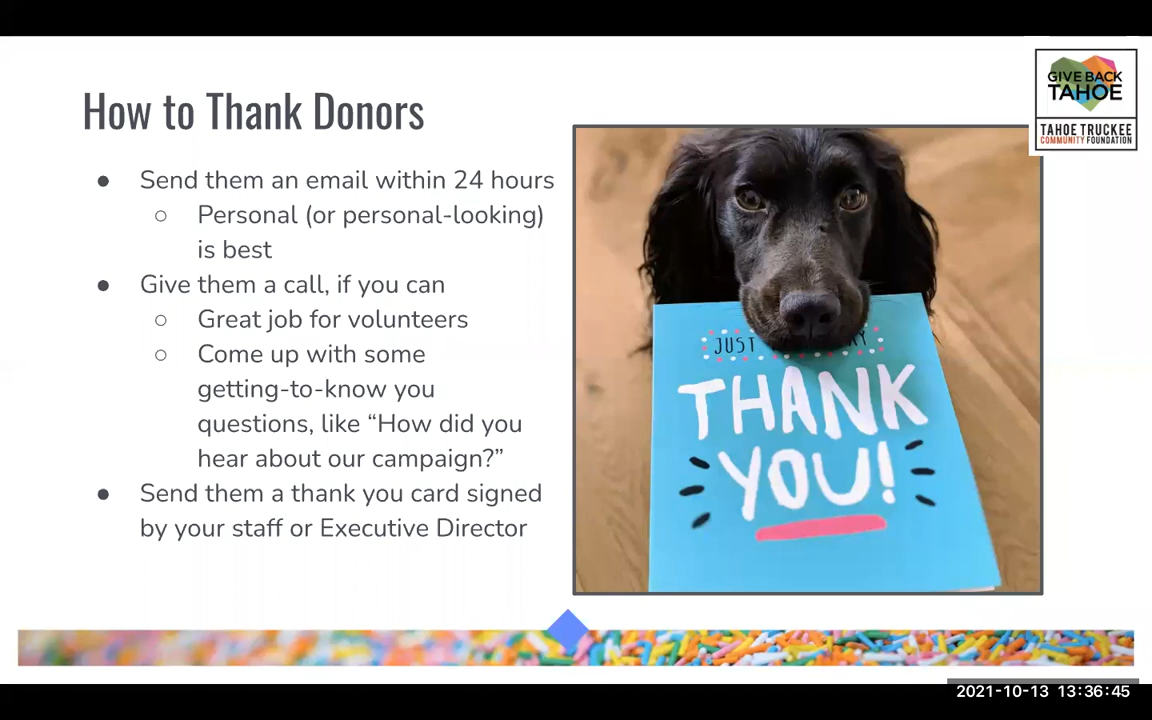 GIVE BACK
TAHOE
TAHOE TRUCKEE
COMMUNITY FOUNDATION
How to Thank Donors
● Send them an email within 24 hours
○ Personal (or personal-looking)
is best
● Give them a call, if you can
○ Great job for volunteers
○ Come up with some
getting-to-know you
questions, like “How did you
hear about our campaign?”
● Send them a thank you card signed
by your staff or Executive Director
JUST
THANK
YOU!
2021-10-13 13:36:45